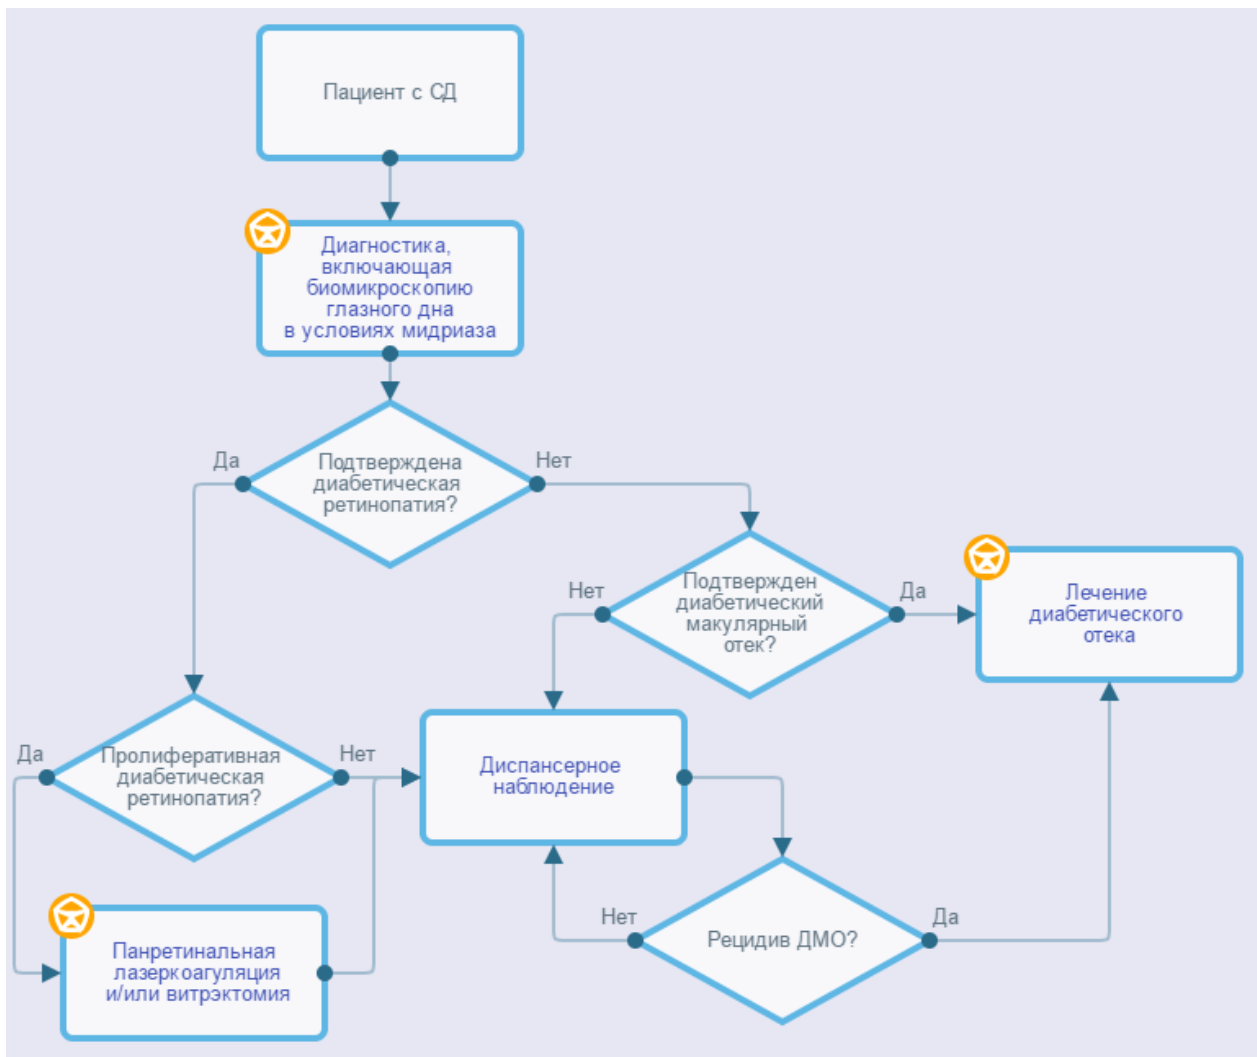 Пациент с СД
Диагностика,
включающая
биомикроскопию
глазного дна
в условиях мидриаза
Да
Подтверждена
диабетическая
ретинопатия?
Нет
Нет
Подтвержден
диабетический
макулярный
отек?
Да
Лечение
диабетического
отека
Да
Пролиферативная
диабетическая
ретинопатия?
Нет
Диспансерное
наблюдение
Нет
Рецидив ДМО?
Да
Панретинальная
лазеркоагуляция
и/или витрэктомия